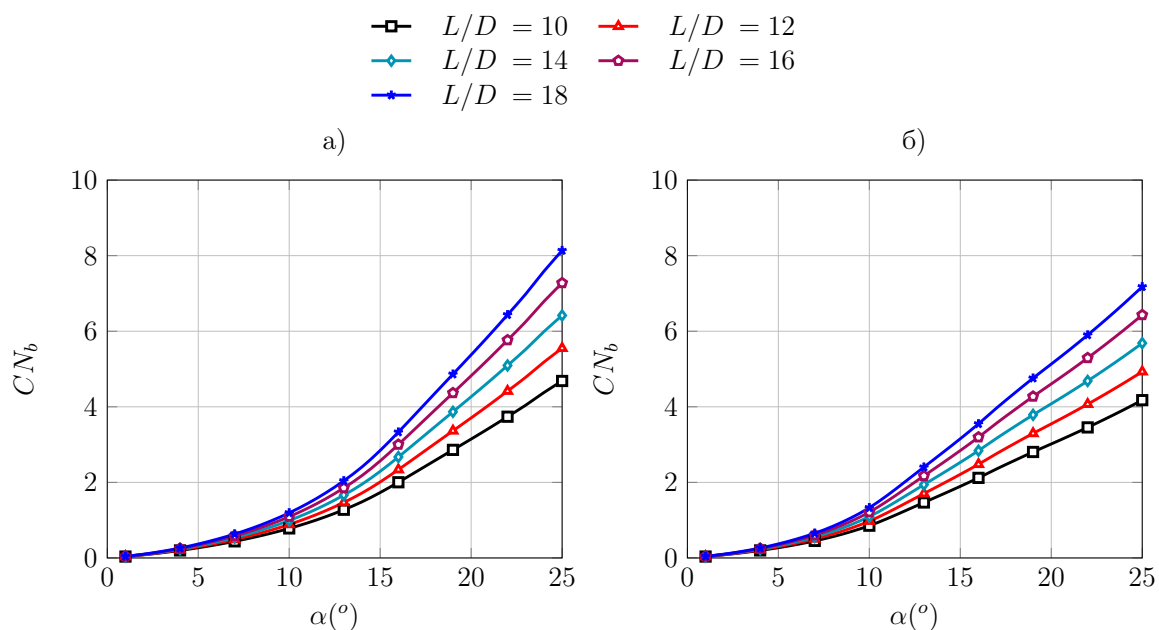 L/D = 10 L/D = 12
L/D = 14 L/D = 16
L/D = 18
а) б)
10 10
8 8
6 6
4 4
2 2
0 0
0 5 10 15 20 25 0 5 10 15 20 25
CN_b CN_b
α(^o) α(^o)